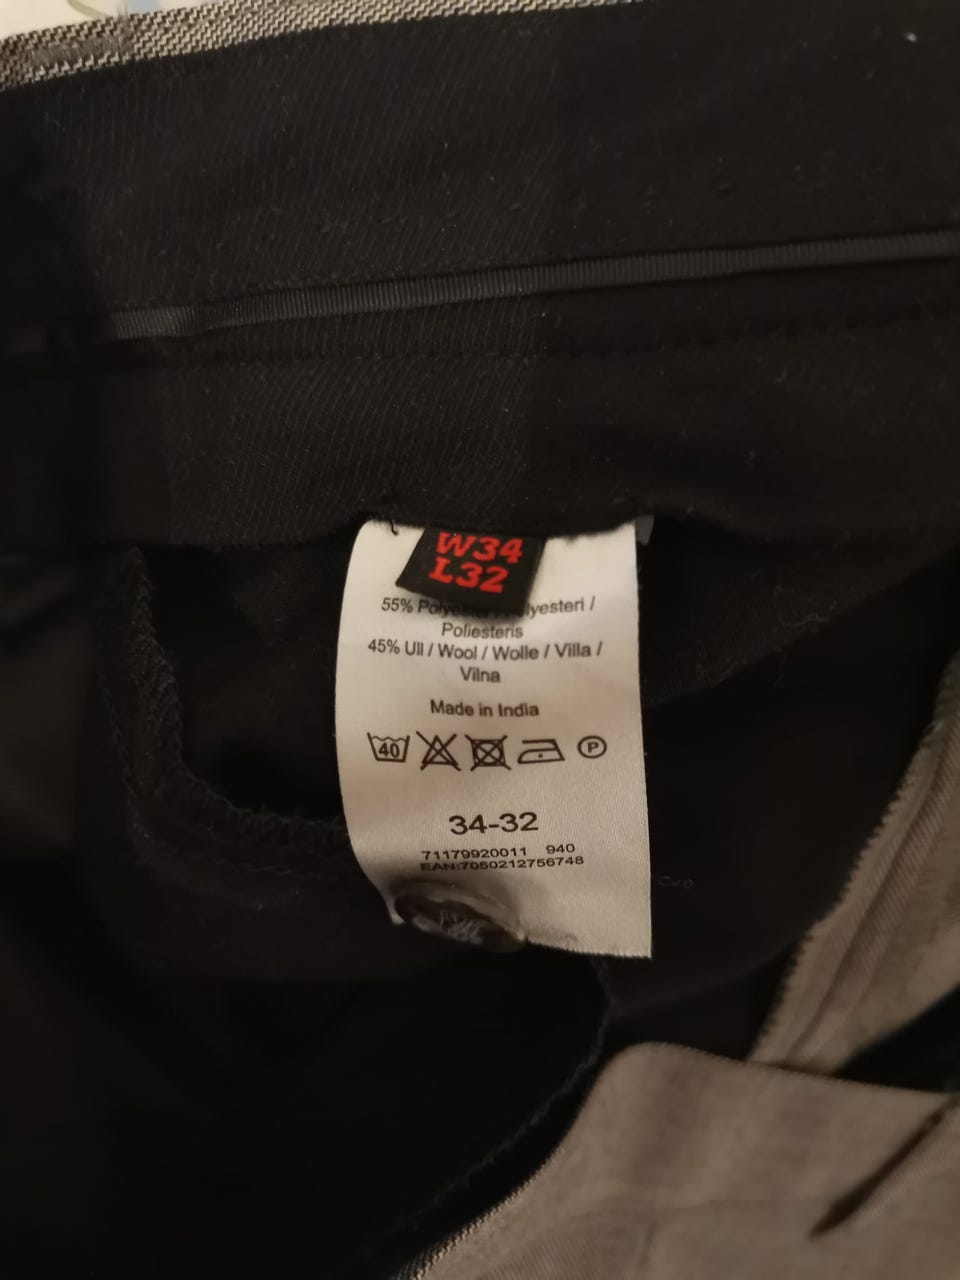 W34
L32
55% Polyester / Polyesteri /
Poliesteris
45% Ull / Wool / Wolle / Villa /
Vilna
Made in India
40
P
34-32
71179920011 940
EAN:7050212756748